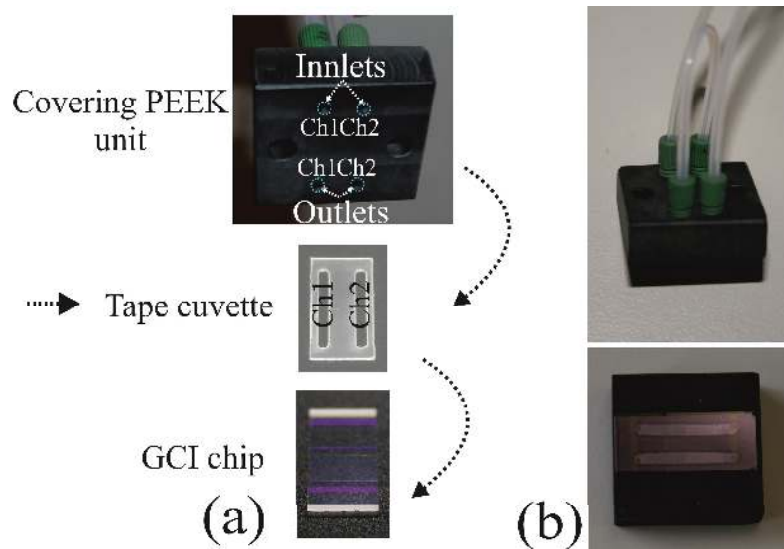 Innlets
Covering PEEK
unit
Ch1Ch2
Ch1Ch2
Outlets
Tape cuvette
Ch1
Ch2
GCI chip
(a)
(b)